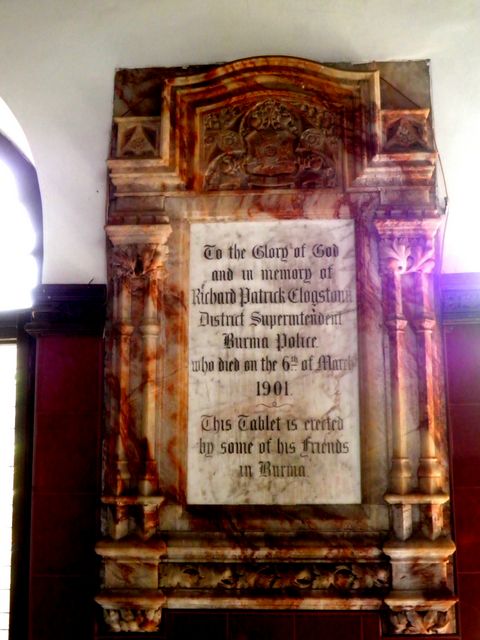 To the Glory of God
and in memory of
Richard Patrick Clogstoun
District Superintendent
Burma Police
who died on the 6th of March
1901.
This Tablet is erected
by some of his Friends
in Burma.